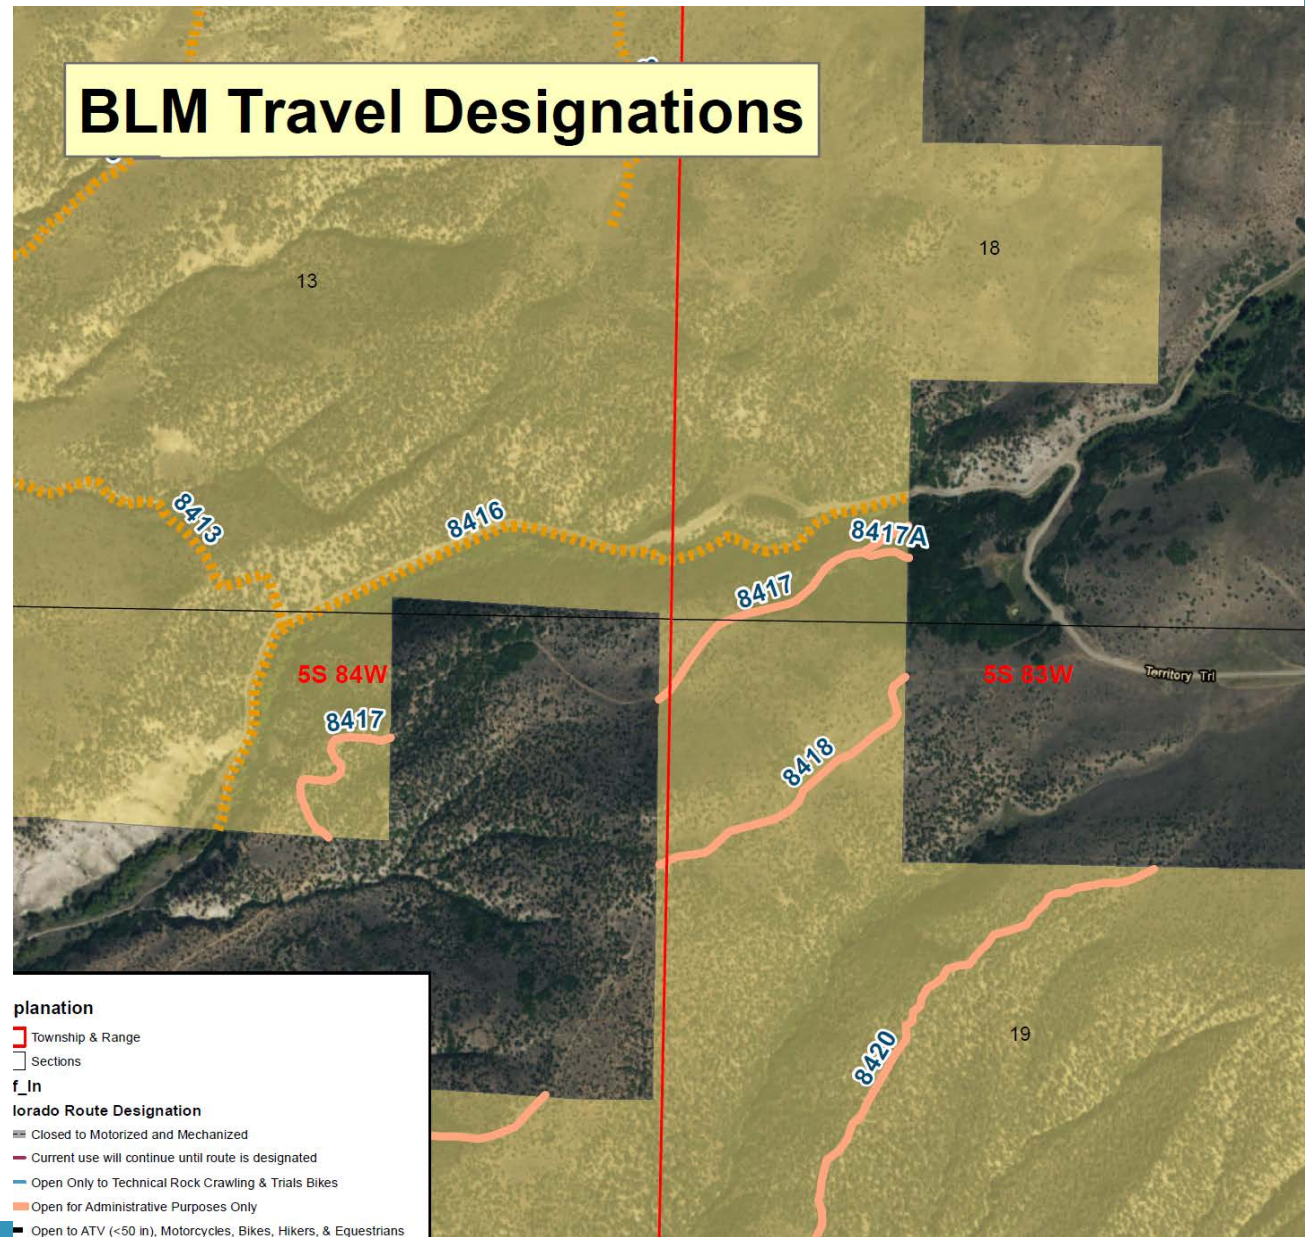 BLM Travel Designations
18
13
8413
8416
8417A
8417
5S 84W
5S 83W
Territory Trl
8417
8418
19
8420
planation
Township & Range
Sections
f_ln
lorado Route Designation
Closed to Motorized and Mechanized
Current use will continue until route is designated
Open Only to Technical Rock Crawling & Trials Bikes
Open for Administrative Purposes Only
Open to ATV (<50 in), Motorcycles, Bikes, Hikers, & Equestrians